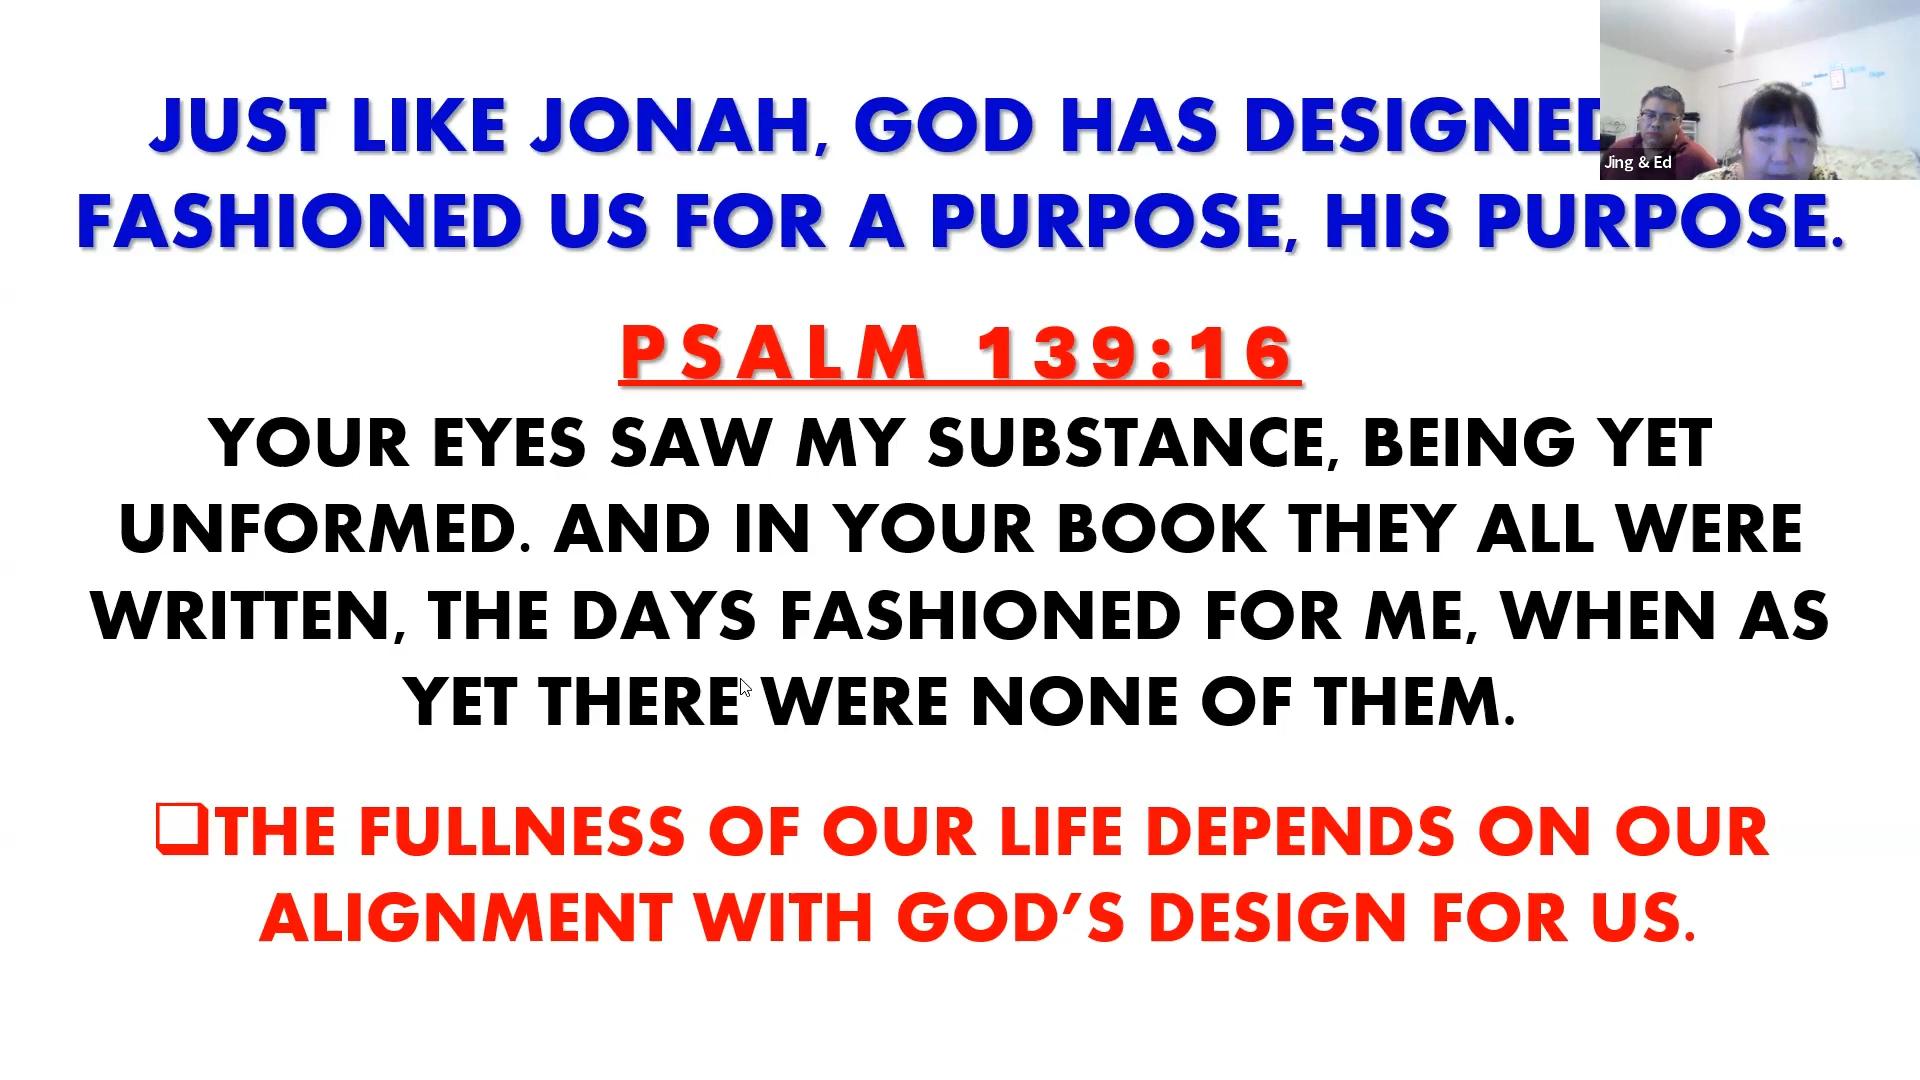 JUST LIKE JONAH, GOD HAS DESIGNED
FASHIONED US FOR A PURPOSE, HIS PURPOSE.
PSALM 139:16
YOUR EYES SAW MY SUBSTANCE, BEING YET
UNFORMED. AND IN YOUR BOOK THEY ALL WERE
WRITTEN, THE DAYS FASHIONED FOR ME, WHEN AS
YET THERE WERE NONE OF THEM.
❑THE FULLNESS OF OUR LIFE DEPENDS ON OUR
ALIGNMENT WITH GOD’S DESIGN FOR US.
Jing & Ed